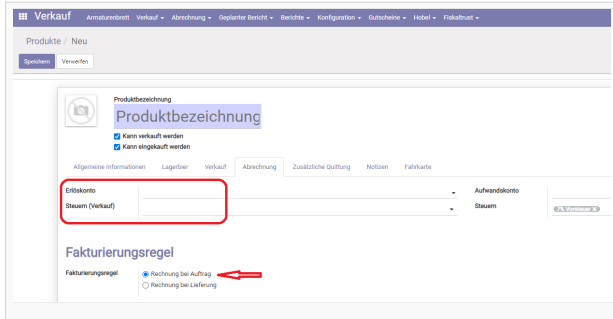 Verkauf Armaturenbrett Verkauf Abrechnung Geplanter Bericht Berichte Konfiguration Gutscheine Hobel Fiskaltrust
Produkte / Neu
Speichern Verwerfen
Produktbezeichnung
Produktbezeichnung
Kann verkauft werden
Kann eingekauft werden
Allgemeine Informationen Lagerbier Verkauf Abrechnung Zusätzliche Quittung Notizen Fahrkarte
Erlöskonto Aufwandskonto
Steuern (Verkauf) Steuern 7% Vorsteuer
Fakturierungsregel
Fakturierungsregel Rechnung bei Auftrag
Rechnung bei Lieferung